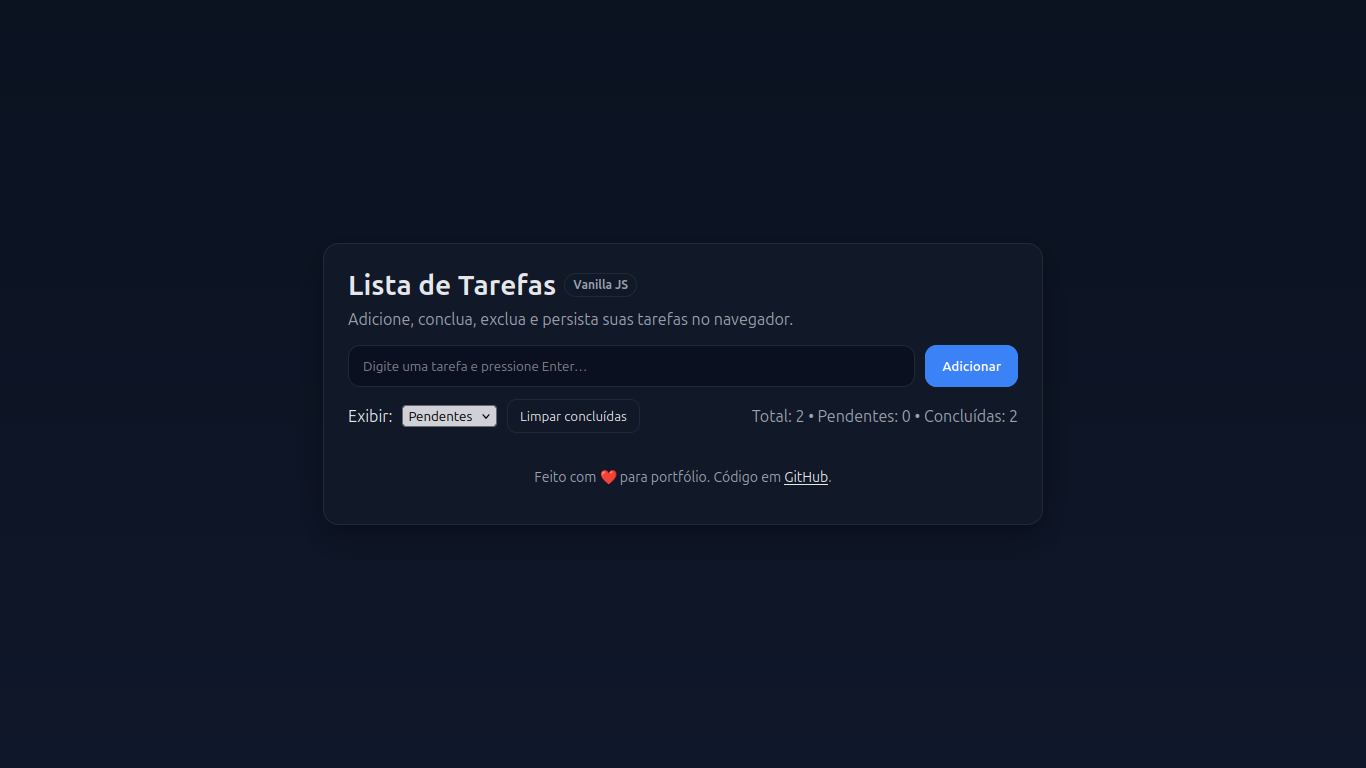 Lista de Tarefas Vanilla JS
Adicione, conclua, exclua e persista suas tarefas no navegador.
Digite uma tarefa e pressione Enter... Adicionar
Exibir: Pendentes Limpar concluídas Total: 2 • Pendentes: 0 • Concluídas: 2
Feito com ❤️ para portfólio. Código em GitHub.